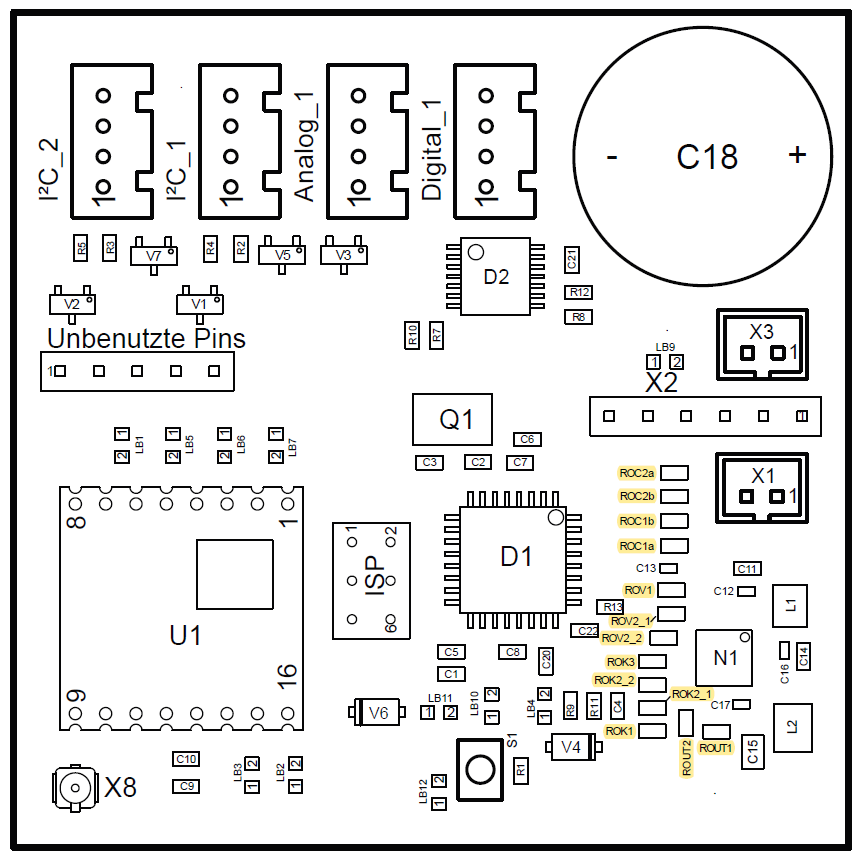 I²C_2
I²C_1
Analog_1
Digital_1
1
1
1
1
- C18 +
R5
R3
V7
R4
R2
V5
V3
D2
C21
R12
R8
V2
V1
R10
R7
Unbenutzte Pins
1
X3
1
LB9
1 2
X2
1
Q1
C6
C3
C2
C7
1
2
LB1
1
2
LB5
1
2
LB6
1
2
LB7
ROC2a
ROC2b
ROC1b
ROC1a
X1
1
8
1
U1
9
16
1
2
ISP
6
D1
C13
C11
ROV1
C12
R13
ROV2_1
C22
ROV2_2
L1
N1
C16
C14
C5
C8
C20
C1
ROK3
ROK2_2
ROK2_1
C17
ROK1
ROUT2
ROUT1
C15
L2
V6
LB11
1 2
LB10
2
1
LB4
2
1
R9
R11
C4
V4
S1
R1
C10
C9
LB3
2
1
LB2
2
1
LB12
2
1
X8